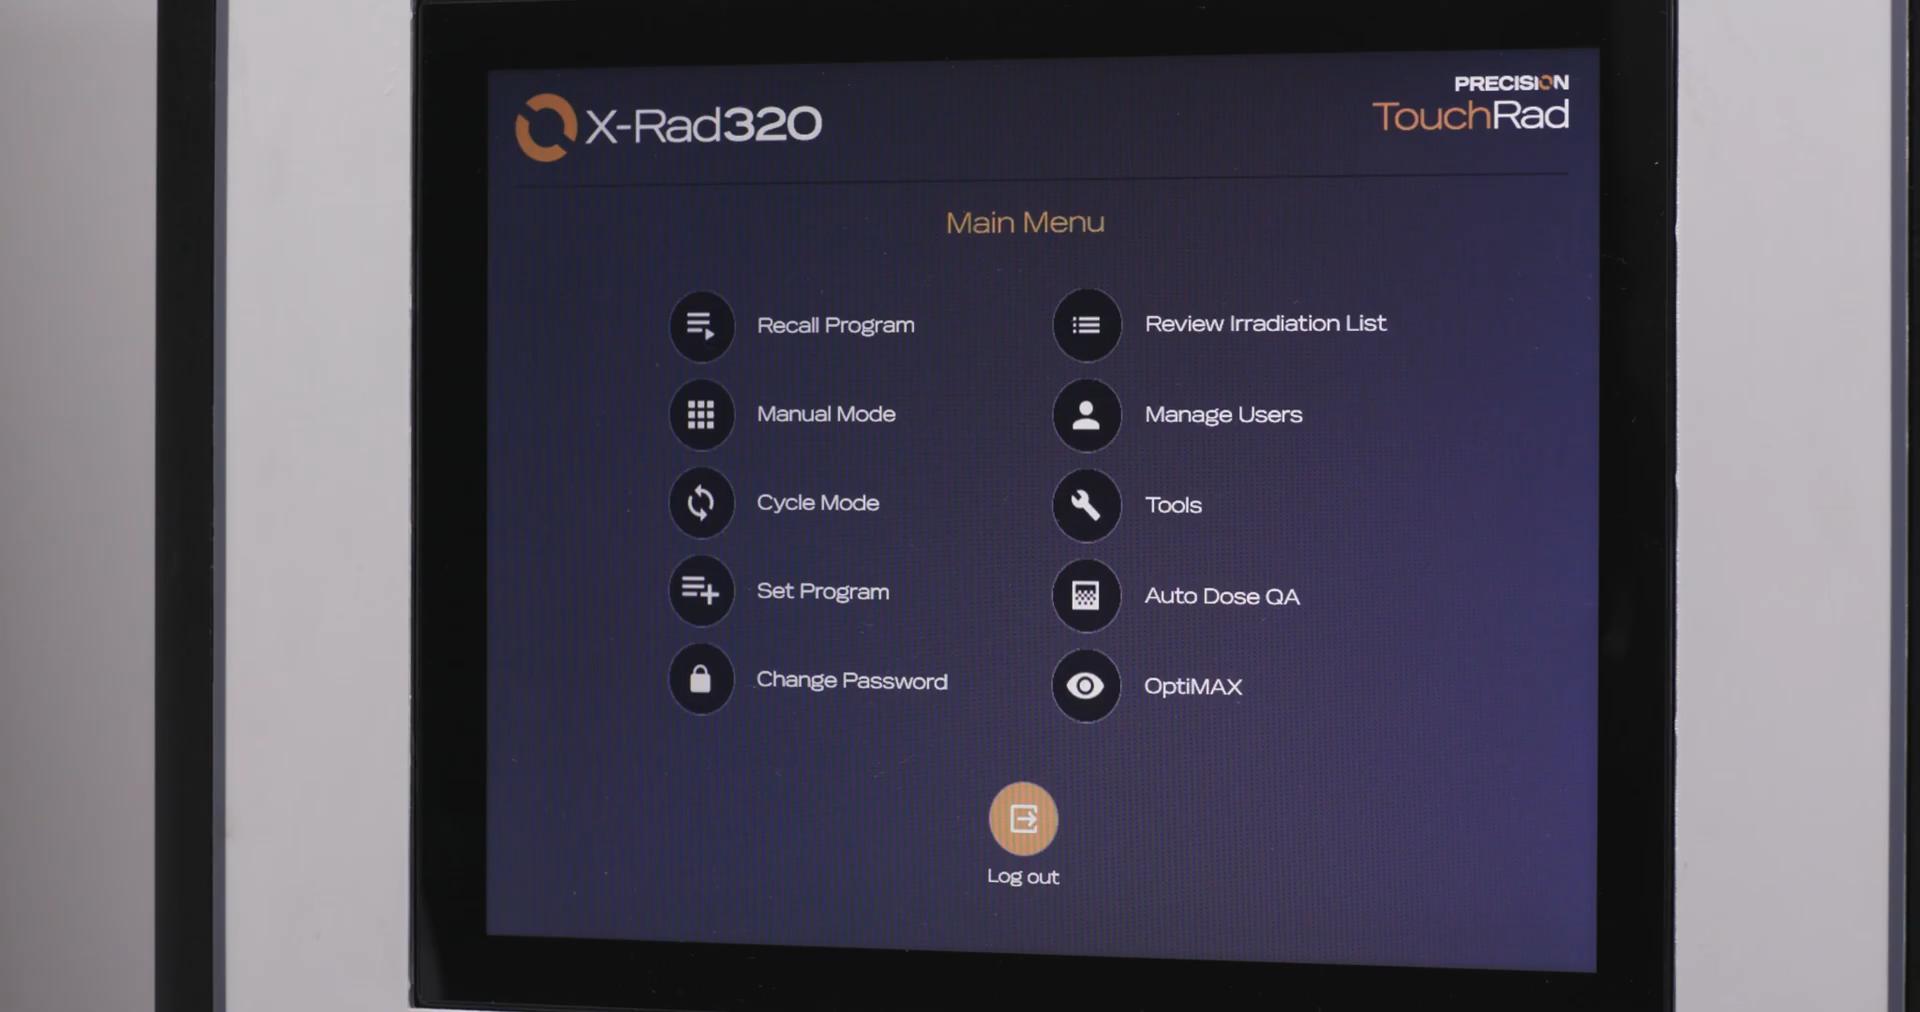 X-Rad320
PRECISION
TouchRad
Main Menu
Recall Program
Manual Mode
Cycle Mode
Set Program
Change Password
Review Irradiation List
Manage Users
Tools
Auto Dose QA
OptiMAX
Log out